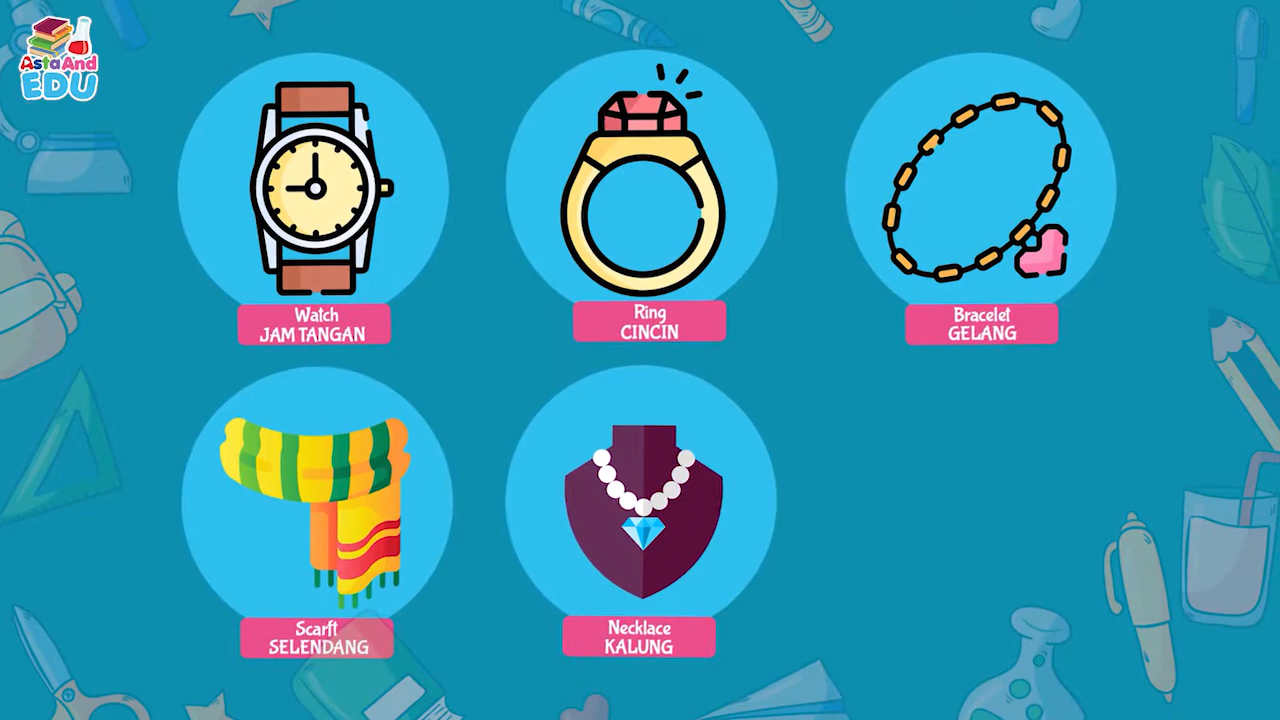 AstaAnd
EDU
Watch
JAM TANGAN
Ring
CINCIN
Bracelet
GELANG
Scarft
SELENDANG
Necklace
KALUNG